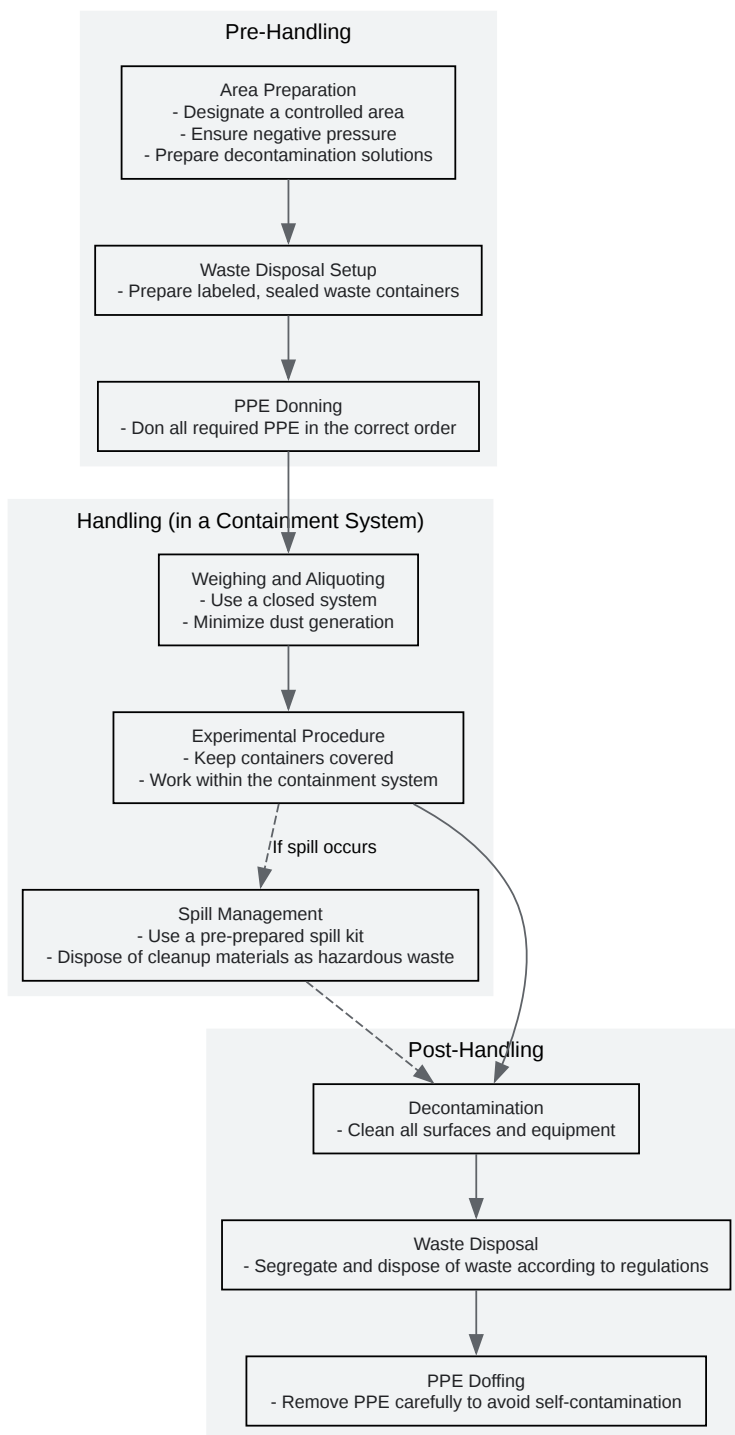 Pre-Handling
Area Preparation
- Designate a controlled area
- Ensure negative pressure
- Prepare decontamination solutions
Waste Disposal Setup
- Prepare labeled, sealed waste containers
PPE Donning
- Don all required PPE in the correct order
Handling (in a Containment System)
Weighing and Aliquoting
- Use a closed system
- Minimize dust generation
Experimental Procedure
- Keep containers covered
- Work within the containment system
If spill occurs
Spill Management
- Use a pre-prepared spill kit
- Dispose of cleanup materials as hazardous waste
Post-Handling
Decontamination
- Clean all surfaces and equipment
Waste Disposal
- Segregate and dispose of waste according to regulations
PPE Doffing
- Remove PPE carefully to avoid self-contamination